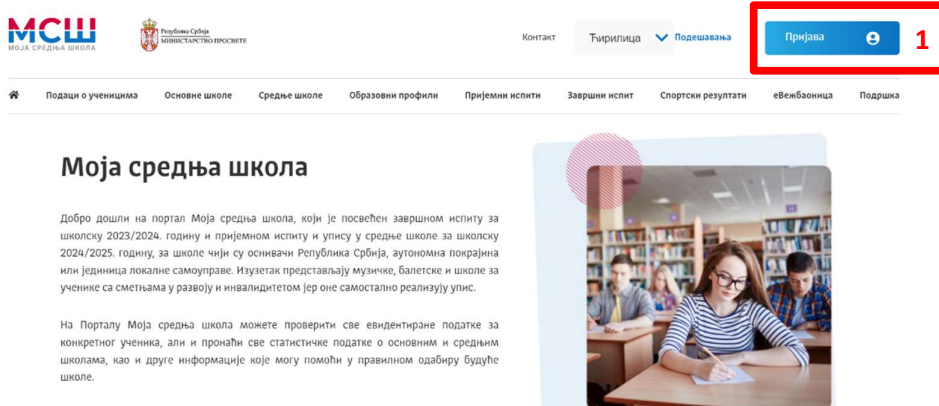 МСШ
МОЈА СРЕДЊА ШКОЛА
Република Србија
МИНИСТАРСТВО ПРОСВЕТЕ
Контакт
Ћирилица
Подешавања
Пријава
1
Подаци о ученицима Основне школе Средње школе Образовни профили Пријемни испити Завршни испит Спортски резултати еВежбаоница Подршка
Моја средња школа
Добро дошли на портал Моја средња школа, који је посвећен завршном испиту за
школску 2023/2024. годину и пријемном испиту и упису у средње школе за школску
2024/2025. годину, за школе чији су оснивачи Република Србија, аутономна покрајина
или јединица локалне самоуправе. Изузетак представљају музичке, балетске и школе за
ученике са сметњама у развоју и инвалидитетом јер оне самостално реализују упис.
На Порталу Моја средња школа можете проверити све евидентиране податке за
конкретног ученика, али и пронаћи све статистичке податке о основним и средњим
школама, као и друге информације које могу помоћи у правилном одабиру будуће
школе.